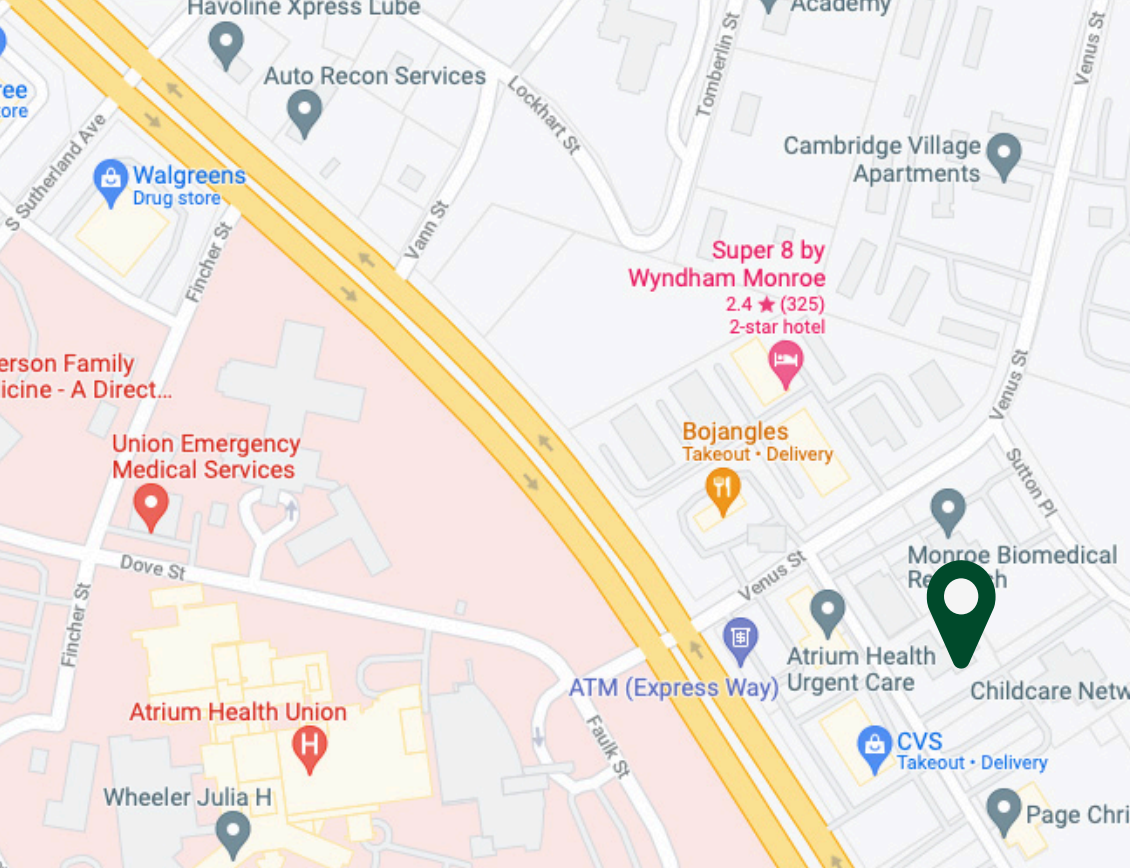 Havoline Xpress Lube
Academy
Auto Recon Services
Venus St
Tomberlin St
Lockhart St
ree
ore
S Sutherland Ave
Cambridge Village
Apartments
Walgreens
Drug store
Fincher St
Vann St
Super 8 by
Wyndham Monroe
2.4 ★ (325)
2-star hotel
erson Family
icine - A Direct...
Venus St
Bojangles
Takeout • Delivery
Union Emergency
Medical Services
Sutton Pl
Monroe Biomedical
Re ch
Dove St
Venus St
Fincher St
Atrium Health
Urgent Care
ATM (Express Way)
Childcare Netw
Atrium Health Union
H
Faulk St
CVS
Takeout • Delivery
Wheeler Julia H
Page Chri